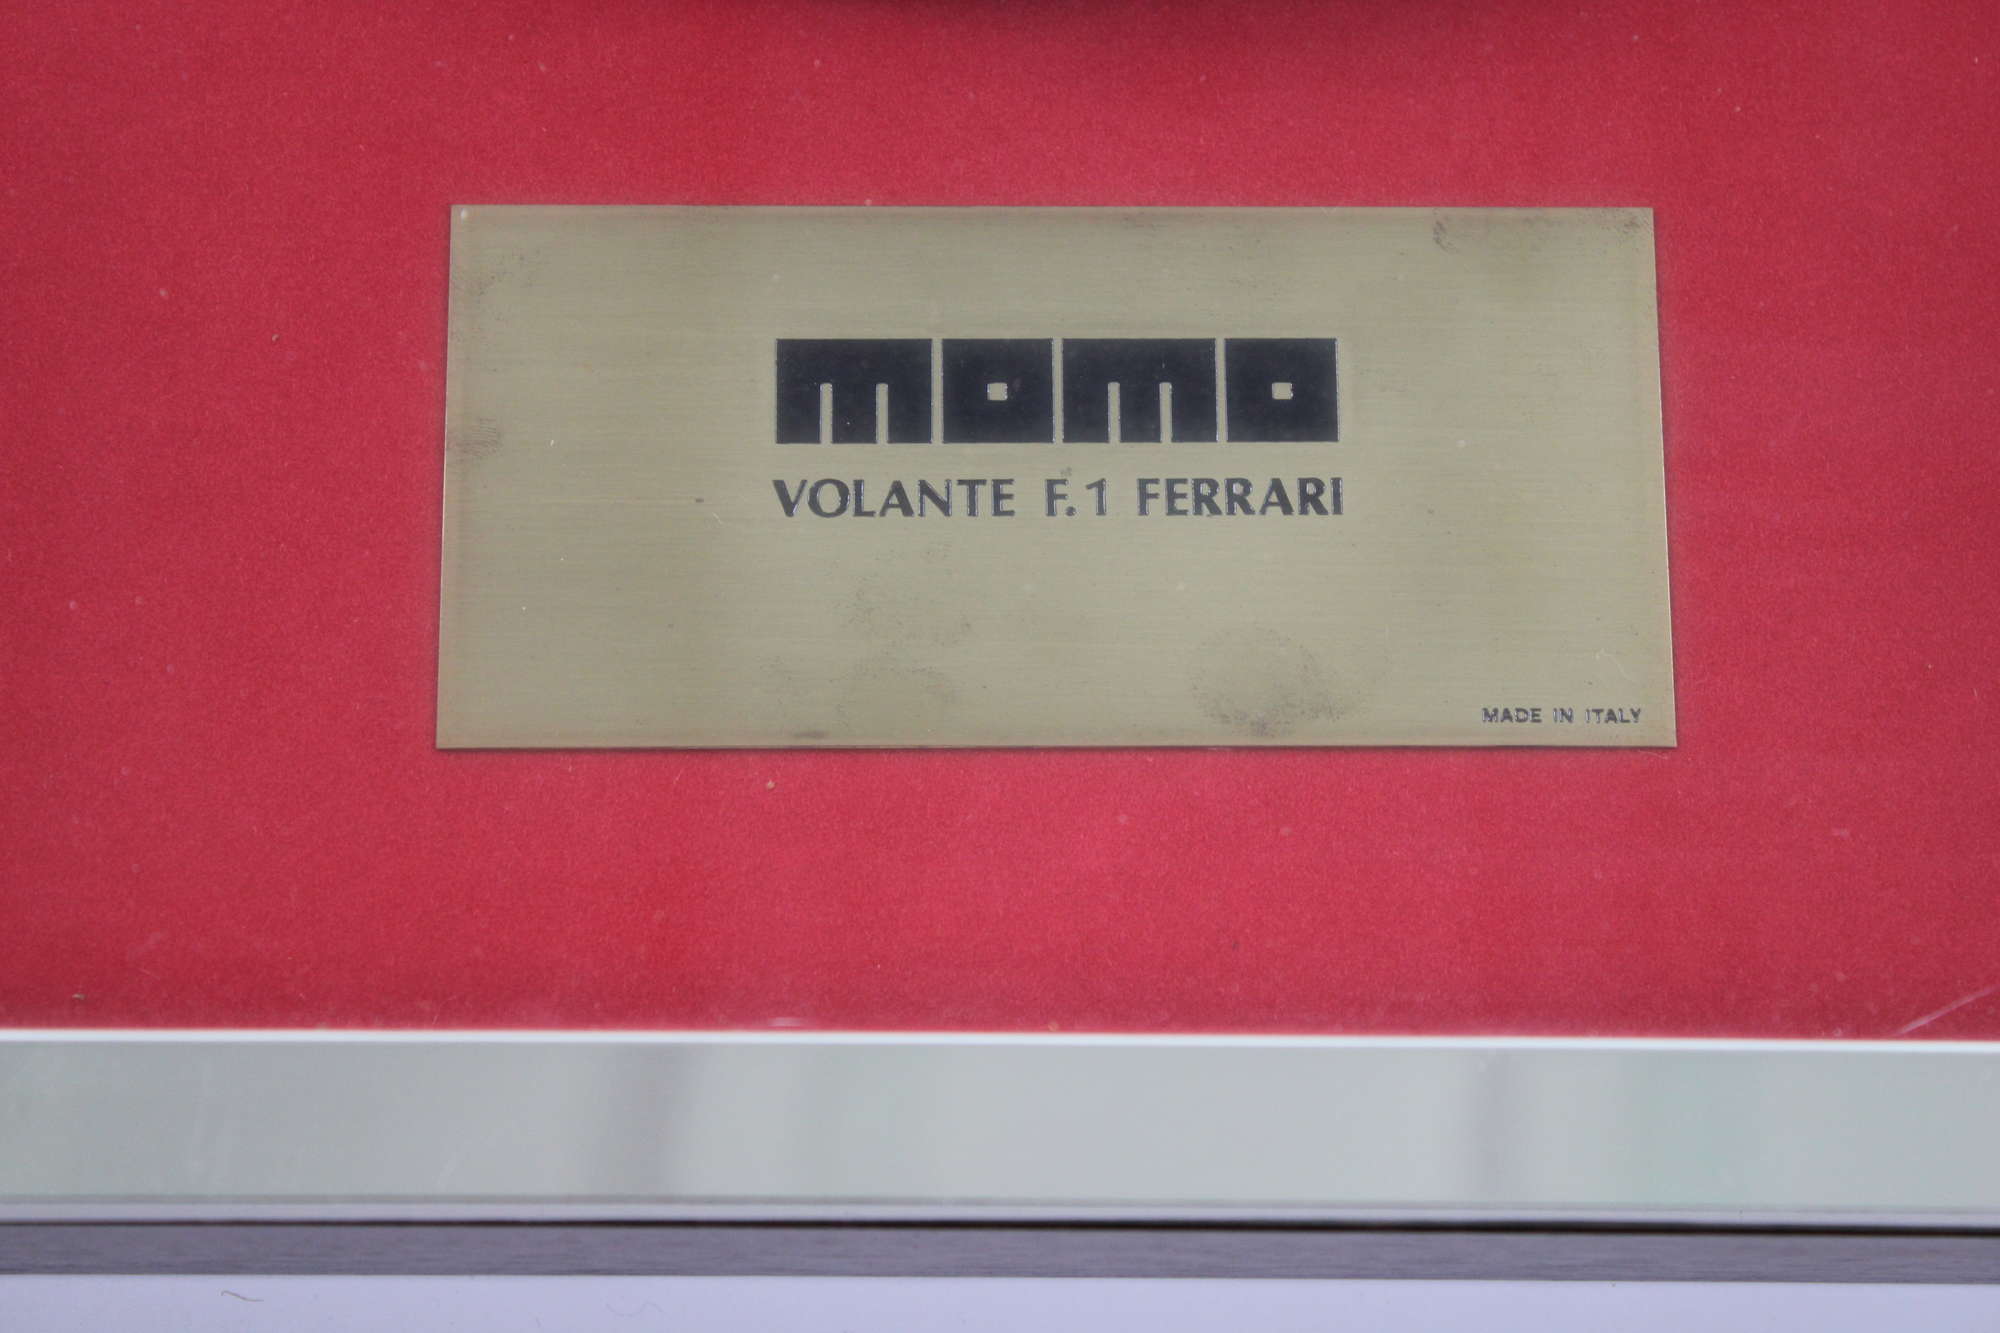 momo
VOLANTE F.1 FERRARI
MADE IN ITALY